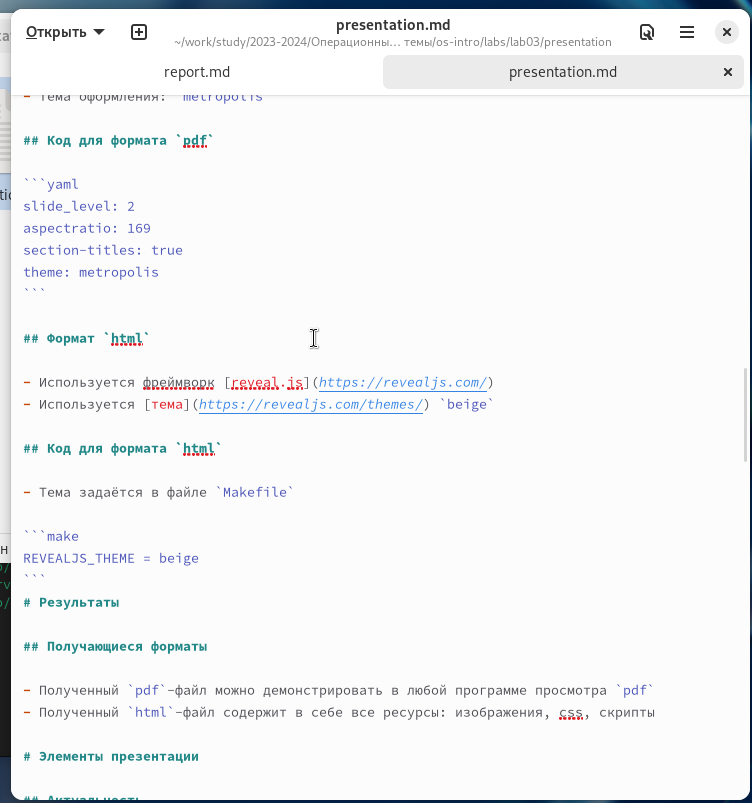 Открыть
presentation.md
~/work/study/2023-2024/Операционны… темы/os-intro/labs/lab03/presentation
report.md
presentation.md
- Тема оформления: `metropolis`
## Код для формата `pdf`
```yaml
slide_level: 2
aspectratio: 169
section-titles: true
theme: metropolis
```
## Формат `html`
- Используется фреймворк [reveal.js](https://revealjs.com/)
- Используется [тема](https://revealjs.com/themes/) `beige`
## Код для формата `html`
- Тема задаётся в файле `Makefile`
```make
REVEALJS_THEME = beige
```
# Результаты
## Получающиеся форматы
- Полученный `pdf`-файл можно демонстрировать в любой программе просмотра `pdf`
- Полученный `html`-файл содержит в себе все ресурсы: изображения, css, скрипты
# Элементы презентации
## Актуальность